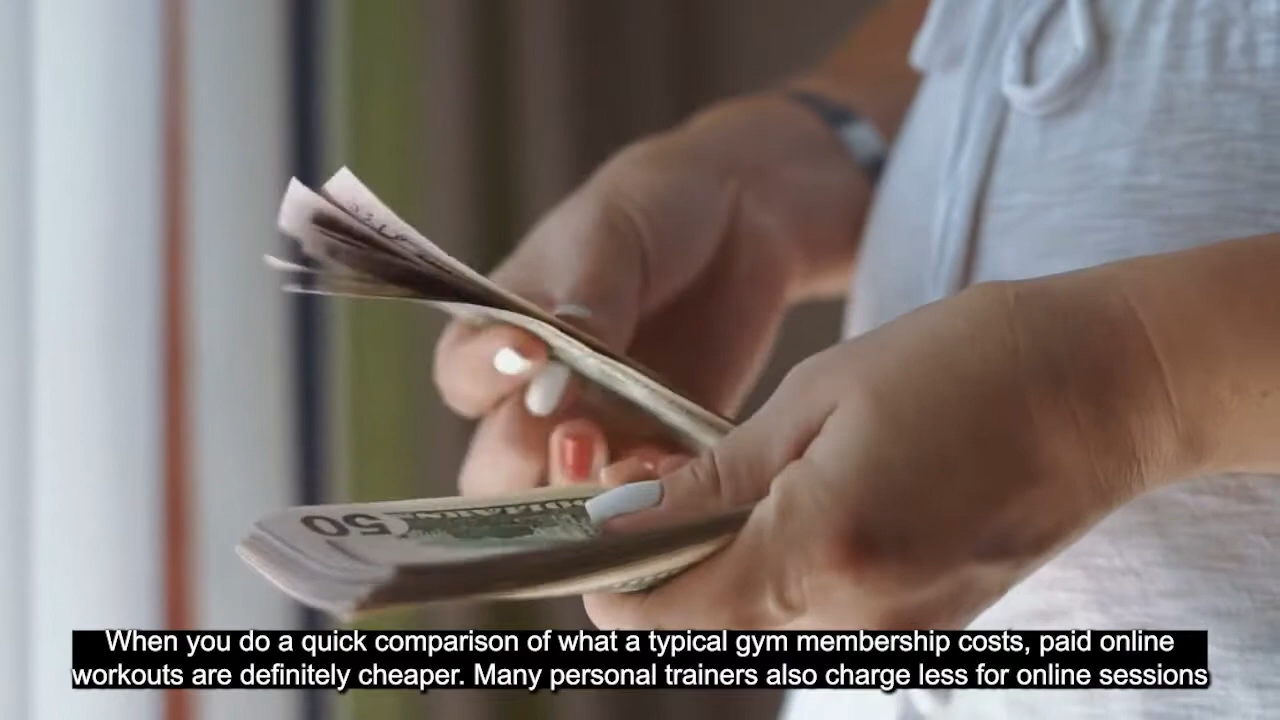 50
When you do a quick comparison of what a typical gym membership costs, paid online
workouts are definitely cheaper. Many personal trainers also charge less for online sessions